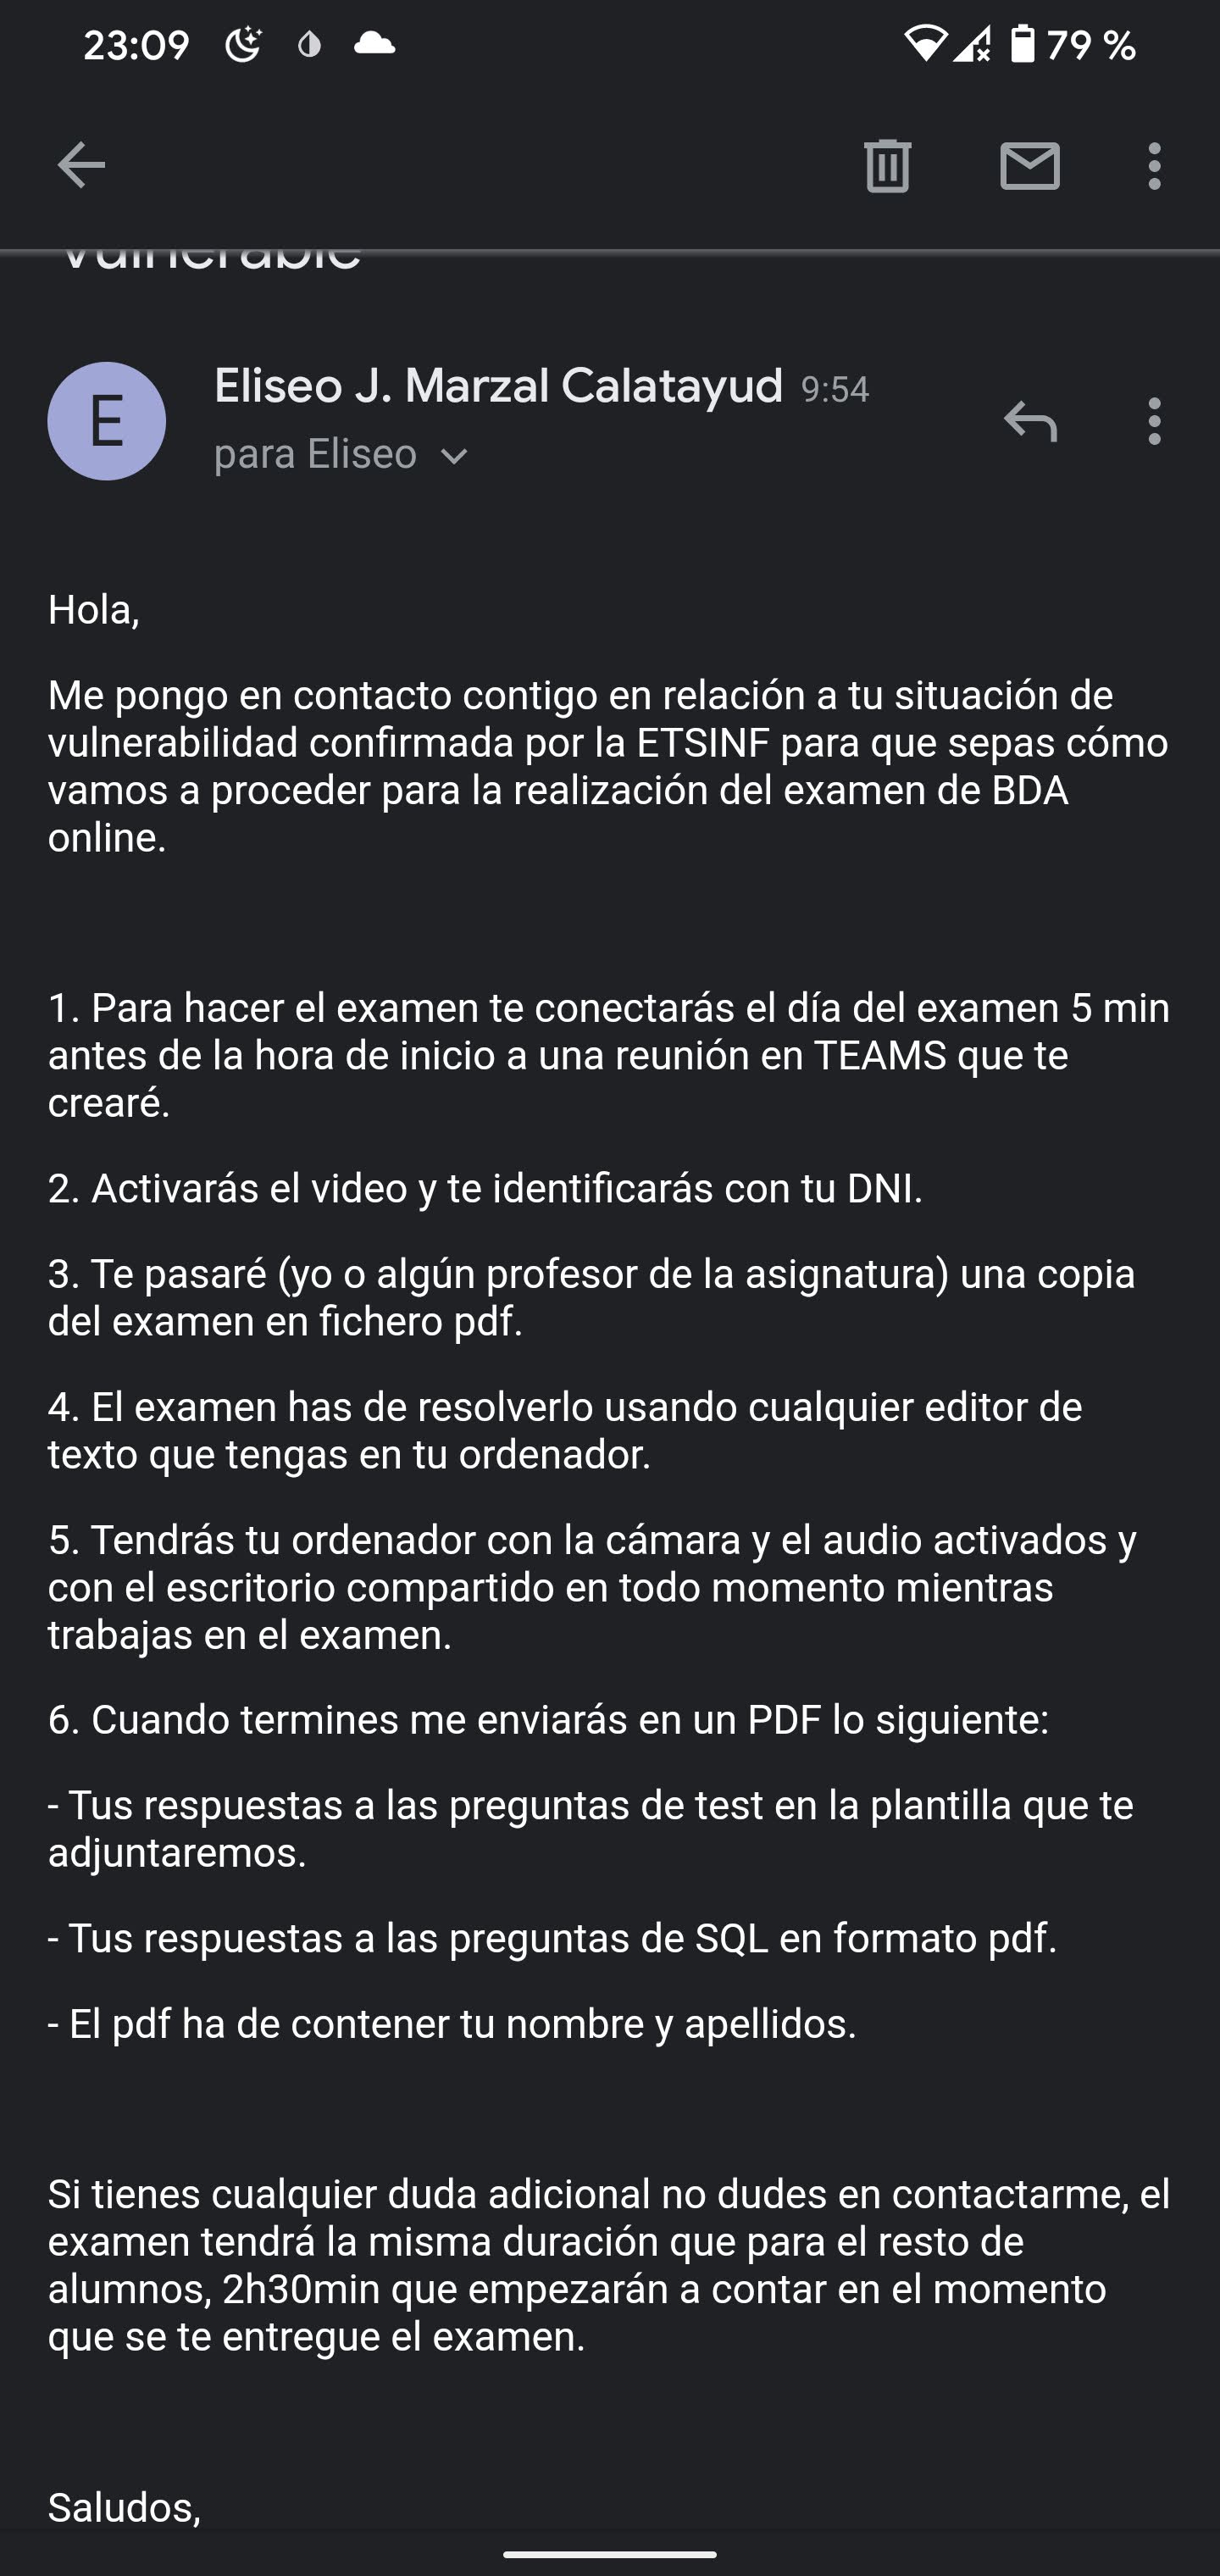 23:09 79 %
Vulnerable
E
Eliseo J. Marzal Calatayud 9:54
para Eliseo
Hola,
Me pongo en contacto contigo en relación a tu situación de
vulnerabilidad confirmada por la ETSINF para que sepas cómo
vamos a proceder para la realización del examen de BDA
online.
1. Para hacer el examen te conectarás el día del examen 5 min
antes de la hora de inicio a una reunión en TEAMS que te
crearé.
2. Activarás el video y te identificarás con tu DNI.
3. Te pasaré (yo o algún profesor de la asignatura) una copia
del examen en fichero pdf.
4. El examen has de resolverlo usando cualquier editor de
texto que tengas en tu ordenador.
5. Tendrás tu ordenador con la cámara y el audio activados y
con el escritorio compartido en todo momento mientras
trabajas en el examen.
6. Cuando termines me enviarás en un PDF lo siguiente:
- Tus respuestas a las preguntas de test en la plantilla que te
adjuntaremos.
- Tus respuestas a las preguntas de SQL en formato pdf.
- El pdf ha de contener tu nombre y apellidos.
Si tienes cualquier duda adicional no dudes en contactarme, el
examen tendrá la misma duración que para el resto de
alumnos, 2h30min que empezarán a contar en el momento
que se te entregue el examen.
Saludos,